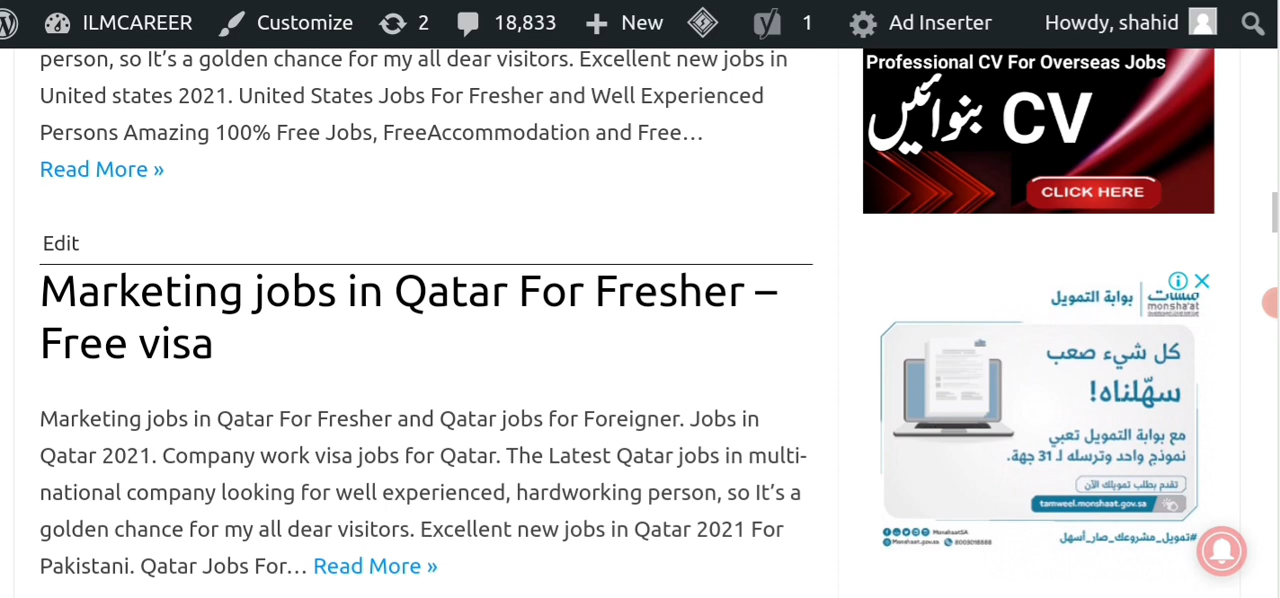 ILMCAREER Customize 2 18,833 New 1 Ad Inserter Howdy, shahid
person, so It’s a golden chance for my all dear visitors. Excellent new jobs in
United states 2021. United States Jobs For Fresher and Well Experienced
Persons Amazing 100% Free Jobs, FreeAccommodation and Free…
Read More »
Edit
Marketing jobs in Qatar For Fresher –
Free visa
Marketing jobs in Qatar For Fresher and Qatar jobs for Foreigner. Jobs in
Qatar 2021. Company work visa jobs for Qatar. The Latest Qatar jobs in multi-
national company looking for well experienced, hardworking person, so It’s a
golden chance for my all dear visitors. Excellent new jobs in Qatar 2021 For
Pakistani. Qatar Jobs For… Read More »
Professional CV For Overseas Jobs
CV بنوائیں
CLICK HERE
بوابة التمويل
monsha'at
كل شيء صعب
سهّلناه!
مع بوابة التمويل تعبي
نموذج واحد وترسله لـ 31 جهة.
تقدم بطلب تمويلك الآن
tamweel.monshaat.gov.sa
MonshaatSA
Monshaat.gov.sa
#تمويل_مشروعك_صار_أسهل